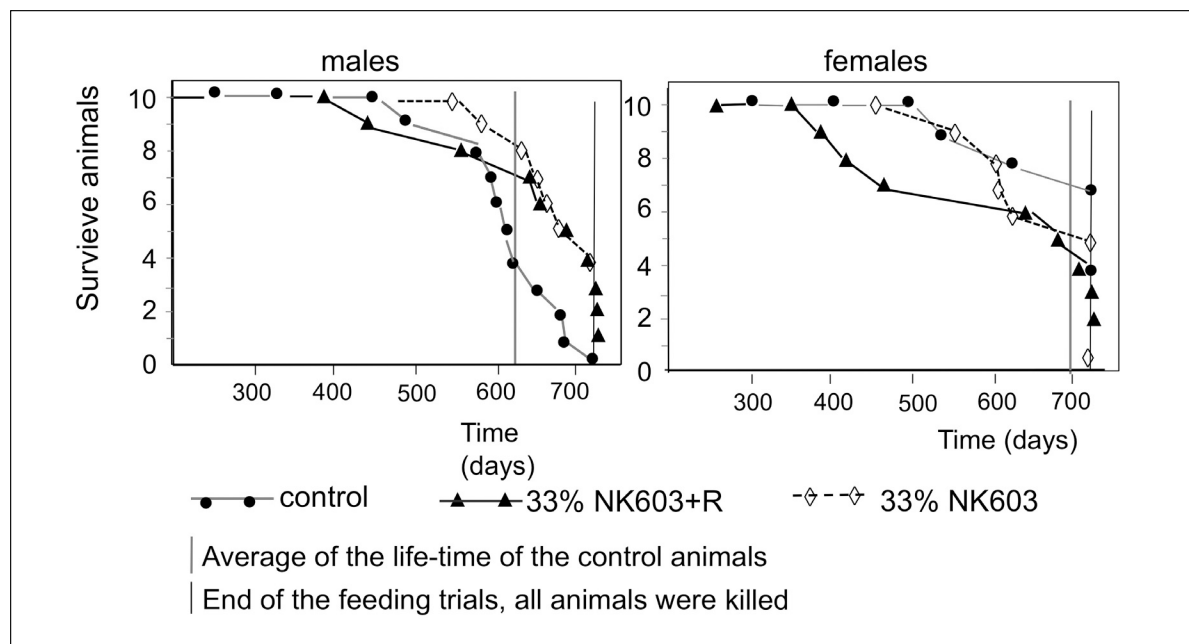 males
females
Survieve animals
10
8
6
4
2
0
300
400
500
600
700
Time
(days)
10
8
6
4
2
0
300
400
500
600
700
Time (days)
control
33% NK603+R
33% NK603
Average of the life-time of the control animals
End of the feeding trials, all animals were killed